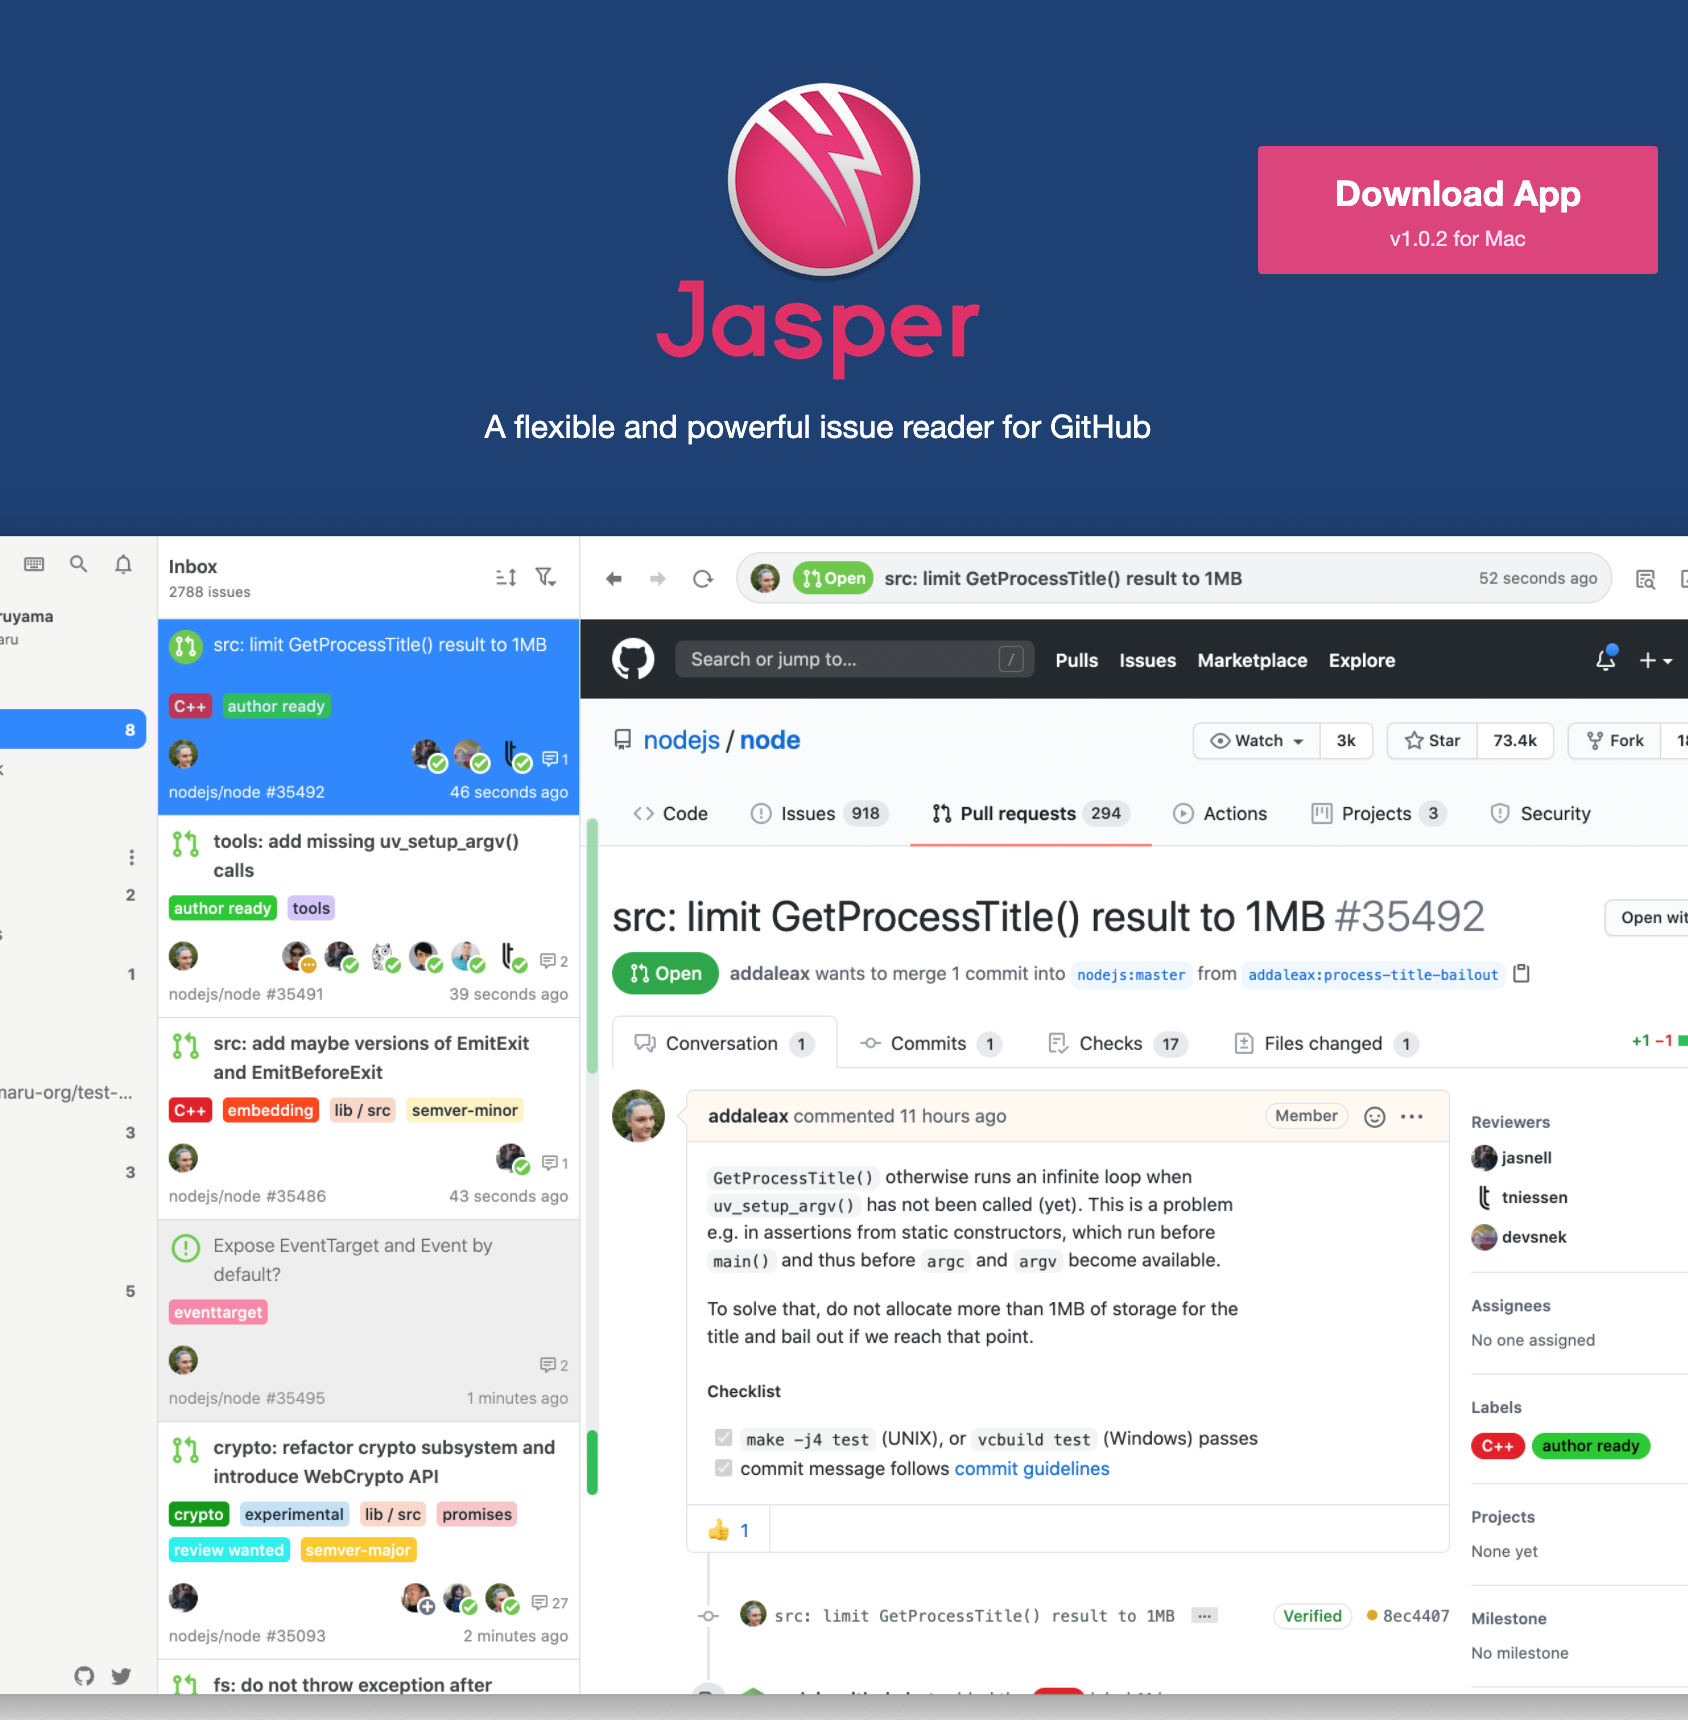 Jasper
A flexible and powerful issue reader for GitHub
Download App
v1.0.2 for Mac
ruyama
aru
8
2
1
naru-org/test-...
3
3
5
Inbox
2788 issues
src: limit GetProcessTitle() result to 1MB
C++ author ready
1
nodejs/node #35492 46 seconds ago
tools: add missing uv_setup_argv()
calls
author ready tools
2
nodejs/node #35491 39 seconds ago
src: add maybe versions of EmitExit
and EmitBeforeExit
C++ embedding lib / src semver-minor
1
nodejs/node #35486 43 seconds ago
Expose EventTarget and Event by
default?
eventtarget
2
nodejs/node #35495 1 minutes ago
crypto: refactor crypto subsystem and
introduce WebCrypto API
crypto experimental lib / src promises
review wanted semver-major
27
nodejs/node #35093 2 minutes ago
fs: do not throw exception after
Open src: limit GetProcessTitle() result to 1MB 52 seconds ago
Search or jump to... / Pulls Issues Marketplace Explore
nodejs / node Watch 3k Star 73.4k Fork 18
Code Issues 918 Pull requests 294 Actions Projects 3 Security
src: limit GetProcessTitle() result to 1MB #35492
Open wit
Open addaleax wants to merge 1 commit into nodejs:master from addaleax:process-title-bailout
Conversation 1 Commits 1 Checks 17 Files changed 1
+1 −1
addaleax commented 11 hours ago Member
GetProcessTitle() otherwise runs an infinite loop when
uv_setup_argv() has not been called (yet). This is a problem
e.g. in assertions from static constructors, which run before
main() and thus before argc and argv become available.
To solve that, do not allocate more than 1MB of storage for the
title and bail out if we reach that point.
Checklist
make -j4 test (UNIX), or vcbuild test (Windows) passes
commit message follows commit guidelines
1
src: limit GetProcessTitle() result to 1MB ... Verified 8ec4407
Reviewers
jasnell
tniessen
devsnek
Assignees
No one assigned
Labels
C++ author ready
Projects
None yet
Milestone
No milestone